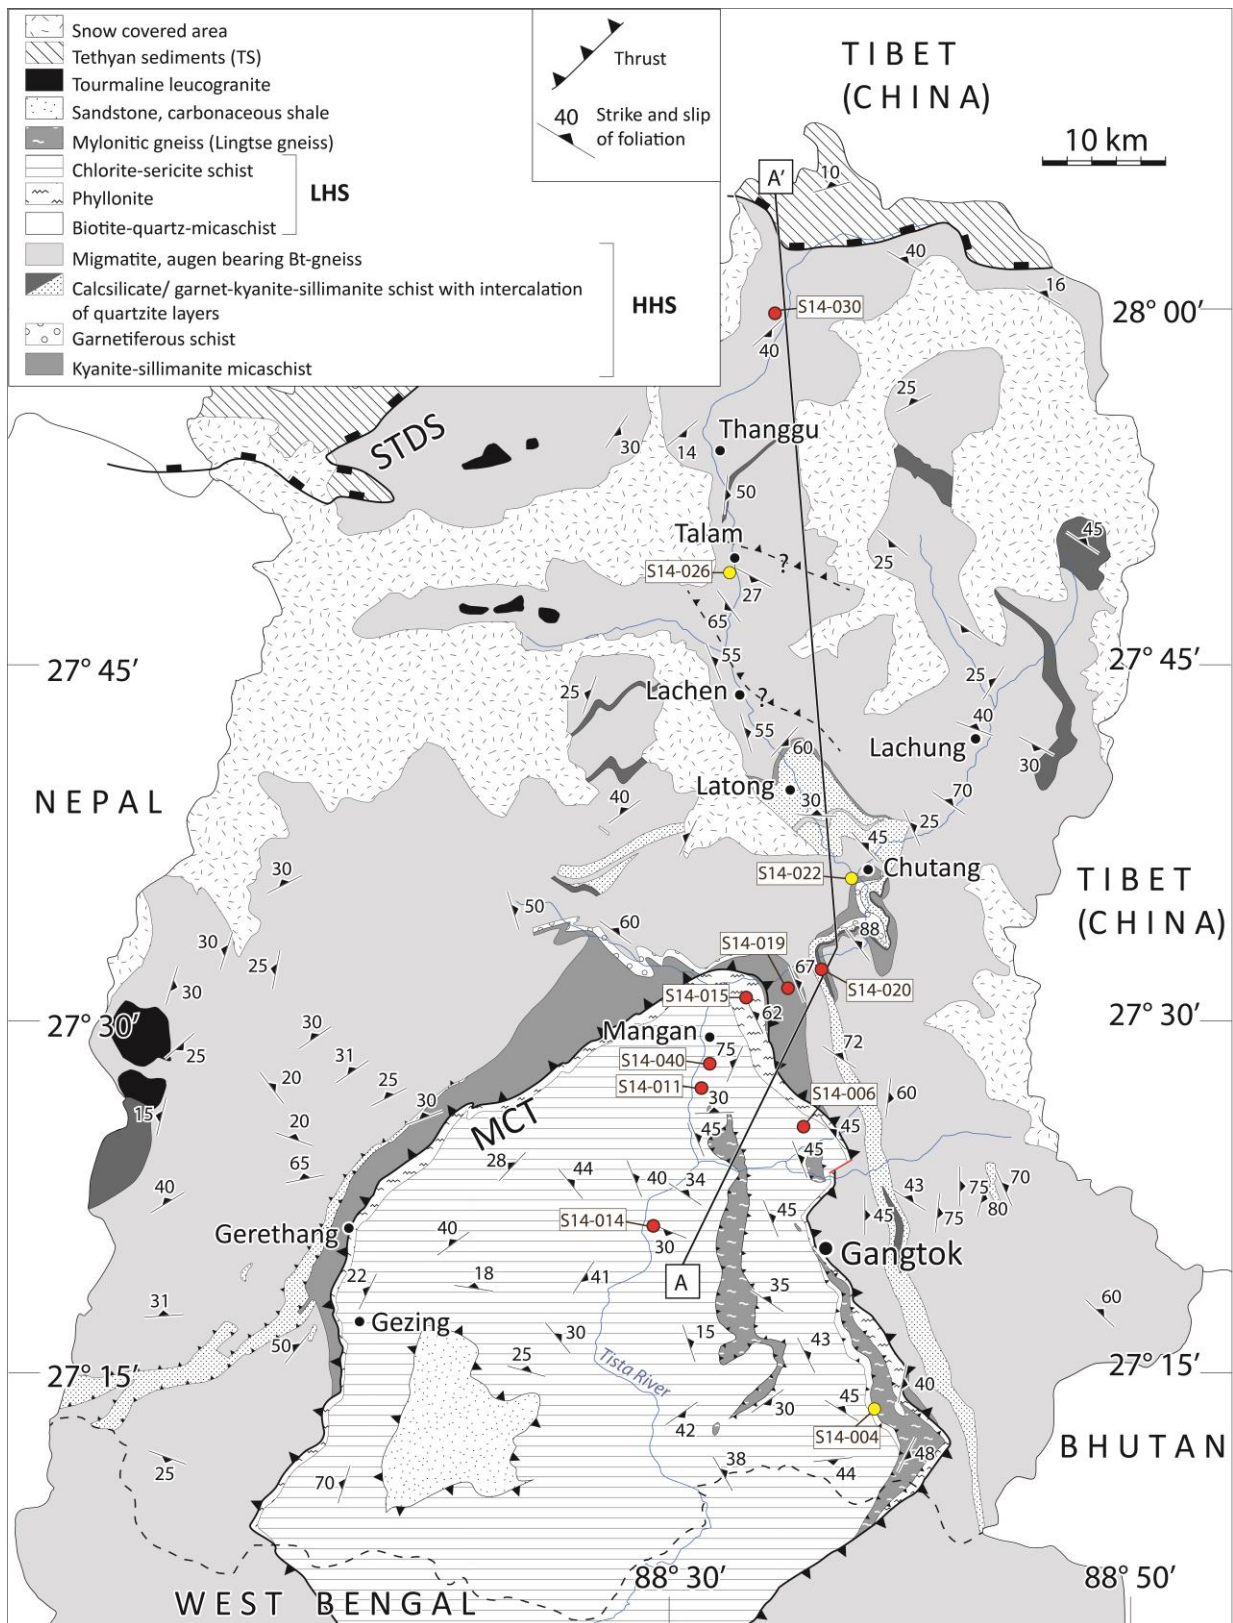 Snow covered area
Tethyan sediments (TS)
Tourmaline leucogranite
Sandstone, carbonaceous shale
Mylonitic gneiss (Lingtse gneiss)
Chlorite-sericite schist
Phyllonite
Biotite-quartz-micaschist
LHS
Migmatite, augen bearing Bt-gneiss
Calcsilicate/ garnet-kyanite-sillimanite schist with intercalation
of quartzite layers
Garnetiferous schist
Kyanite-sillimanite micaschist
HHS
Thrust
40 Strike and slip
of foliation
TIBET
(CHINA)
10 km
A'
10
40
16
S14-030
28° 00'
40
25
STDS
30
14
Thanggu
50
45
Talam
25
S14-026
?
27
65
27° 45'
55
25
27° 45'
25
Lachen
?
40
55
60
Lachung
30
NEPAL
Latong
70
40
30
25
45
30
S14-022
Chutang
TIBET
(CHINA)
50
60
88
30
S14-019
25
67
30
S14-015
S14-020
62
27° 30'
30
Mangan
27° 30'
25
75
72
31
S14-040
20
25
S14-011
S14-006
60
15
30
30
MCT
45
45
20
28
45
65
44
40
34
43
75
70
40
45
45
75
80
S14-014
Gerethang
40
30
Gangtok
22
18
41
A
31
35
60
Gezing
50
30
15
43
27° 15'
25
Tista River
27° 15'
40
30
45
42
S14-004
BHUTAN
25
38
44
48
70
88° 30'
88° 50'
WEST BENGAL